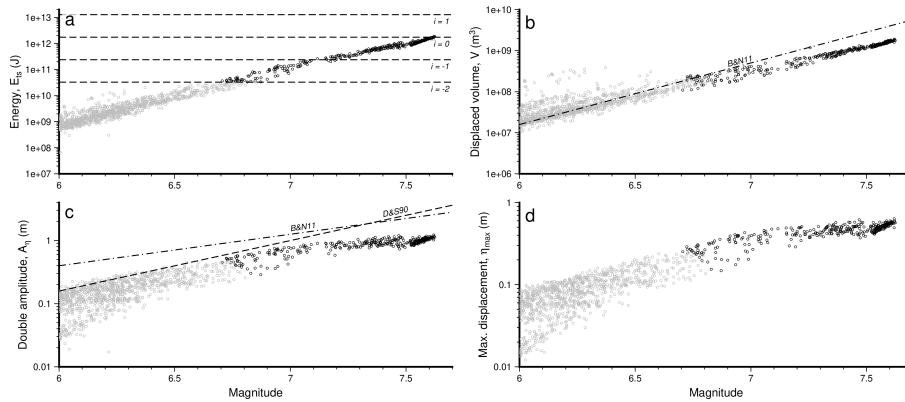 a
1e+13
1e+12
1e+11
1e+10
1e+09
1e+08
1e+07
Energy, Ets (J)
i = 1
i = 0
i = -1
i = -2
6
6.5
7
7.5
b
1e+10
1e+09
1e+08
1e+07
1e+06
Displaced volume, V (m³)
B&N11
6
6.5
7
7.5
c
1
0.1
0.01
Double amplitude, Aη (m)
B&N11
D&S90
6
6.5
7
7.5
Magnitude
d
1
0.1
0.01
Max. displacement, ηmax (m)
6
6.5
7
7.5
Magnitude